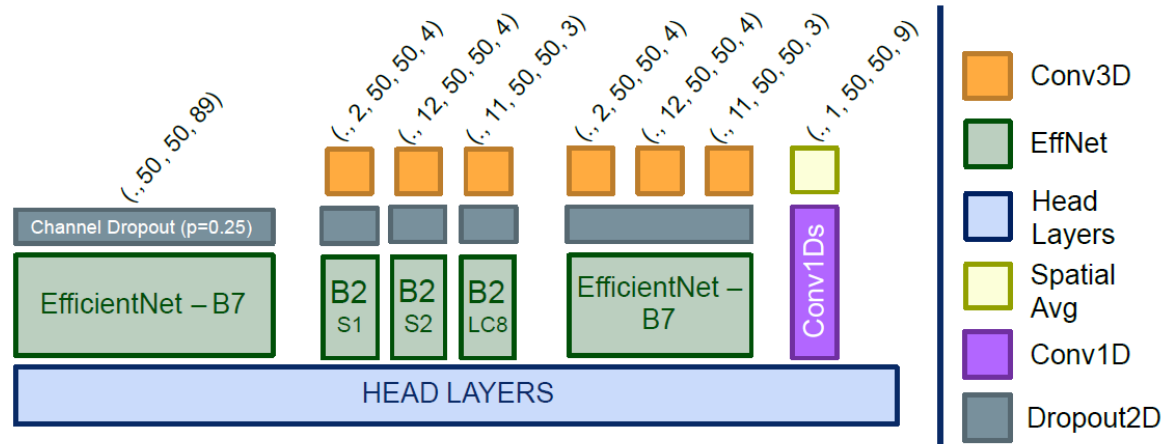 (., 50, 50, 89)
(., 2, 50, 50, 4)
(., 12, 50, 50, 4)
(., 11, 50, 50, 3)
(., 2, 50, 50, 4)
(., 12, 50, 50, 4)
(., 11, 50, 50, 3)
(., 1, 50, 50, 9)
Channel Dropout (p=0.25)
EfficientNet – B7
B2
S1
B2
S2
B2
LC8
EfficientNet –
B7
Conv1Ds
HEAD LAYERS
Conv3D
EffNet
Head
Layers
Spatial
Avg
Conv1D
Dropout2D